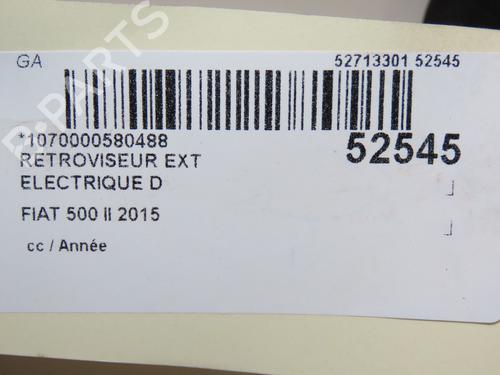 GA
52713301 52545
*1070000580488
52545
RETROVISEUR EXT
ELECTRIQUE D
FIAT 500 II 2015
cc / Année